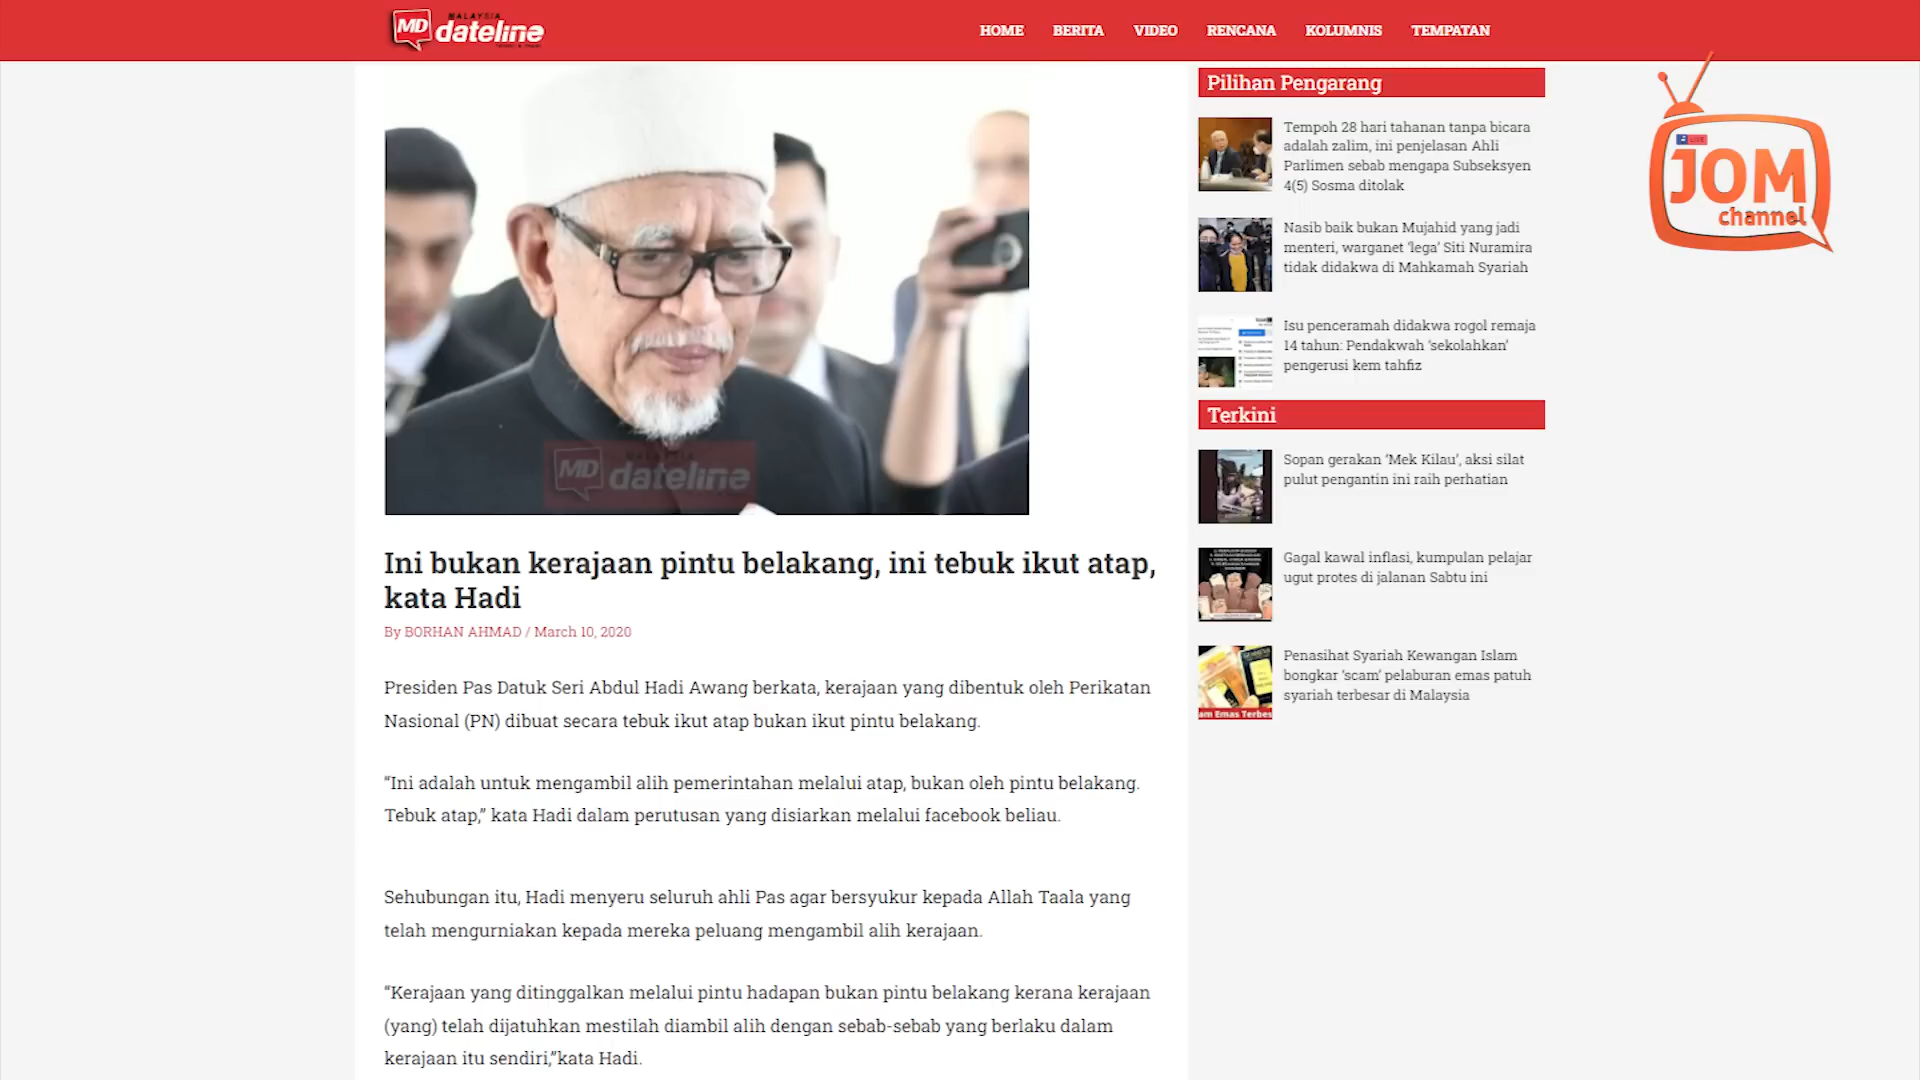 MALAYSIA
MD dateline
HOME BERITA VIDEO RENCANA KOLUMNIS TEMPATAN
LIVE
JOM
channel
MD dateline
Ini bukan kerajaan pintu belakang, ini tebuk ikut atap,
kata Hadi
By BORHAN AHMAD / March 10, 2020
Presiden Pas Datuk Seri Abdul Hadi Awang berkata, kerajaan yang dibentuk oleh Perikatan
Nasional (PN) dibuat secara tebuk ikut atap bukan ikut pintu belakang.
“Ini adalah untuk mengambil alih pemerintahan melalui atap, bukan oleh pintu belakang.
Tebuk atap,” kata Hadi dalam perutusan yang disiarkan melalui facebook beliau.
Sehubungan itu, Hadi menyeru seluruh ahli Pas agar bersyukur kepada Allah Taala yang
telah mengurniakan kepada mereka peluang mengambil alih kerajaan.
“Kerajaan yang ditinggalkan melalui pintu hadapan bukan pintu belakang kerana kerajaan
(yang) telah dijatuhkan mestilah diambil alih dengan sebab-sebab yang berlaku dalam
kerajaan itu sendiri,”kata Hadi.
Pilihan Pengarang
Tempoh 28 hari tahanan tanpa bicara
adalah zalim, ini penjelasan Ahli
Parlimen sebab mengapa Subseksyen
4(5) Sosma ditolak
Nasib baik bukan Mujahid yang jadi
menteri, warganet ‘lega’ Siti Nuramira
tidak didakwa di Mahkamah Syariah
Isu penceramah didakwa rogol remaja
14 tahun: Pendakwah ‘sekolahkan’
pengerusi kem tahfiz
Terkini
Sopan gerakan ‘Mek Kilau’, aksi silat
pulut pengantin ini raih perhatian
Gagal kawal inflasi, kumpulan pelajar
ugut protes di jalanan Sabtu ini
Penasihat Syariah Kewangan Islam
bongkar ‘scam’ pelaburan emas patuh
syariah terbesar di Malaysia
am Emas Terbes